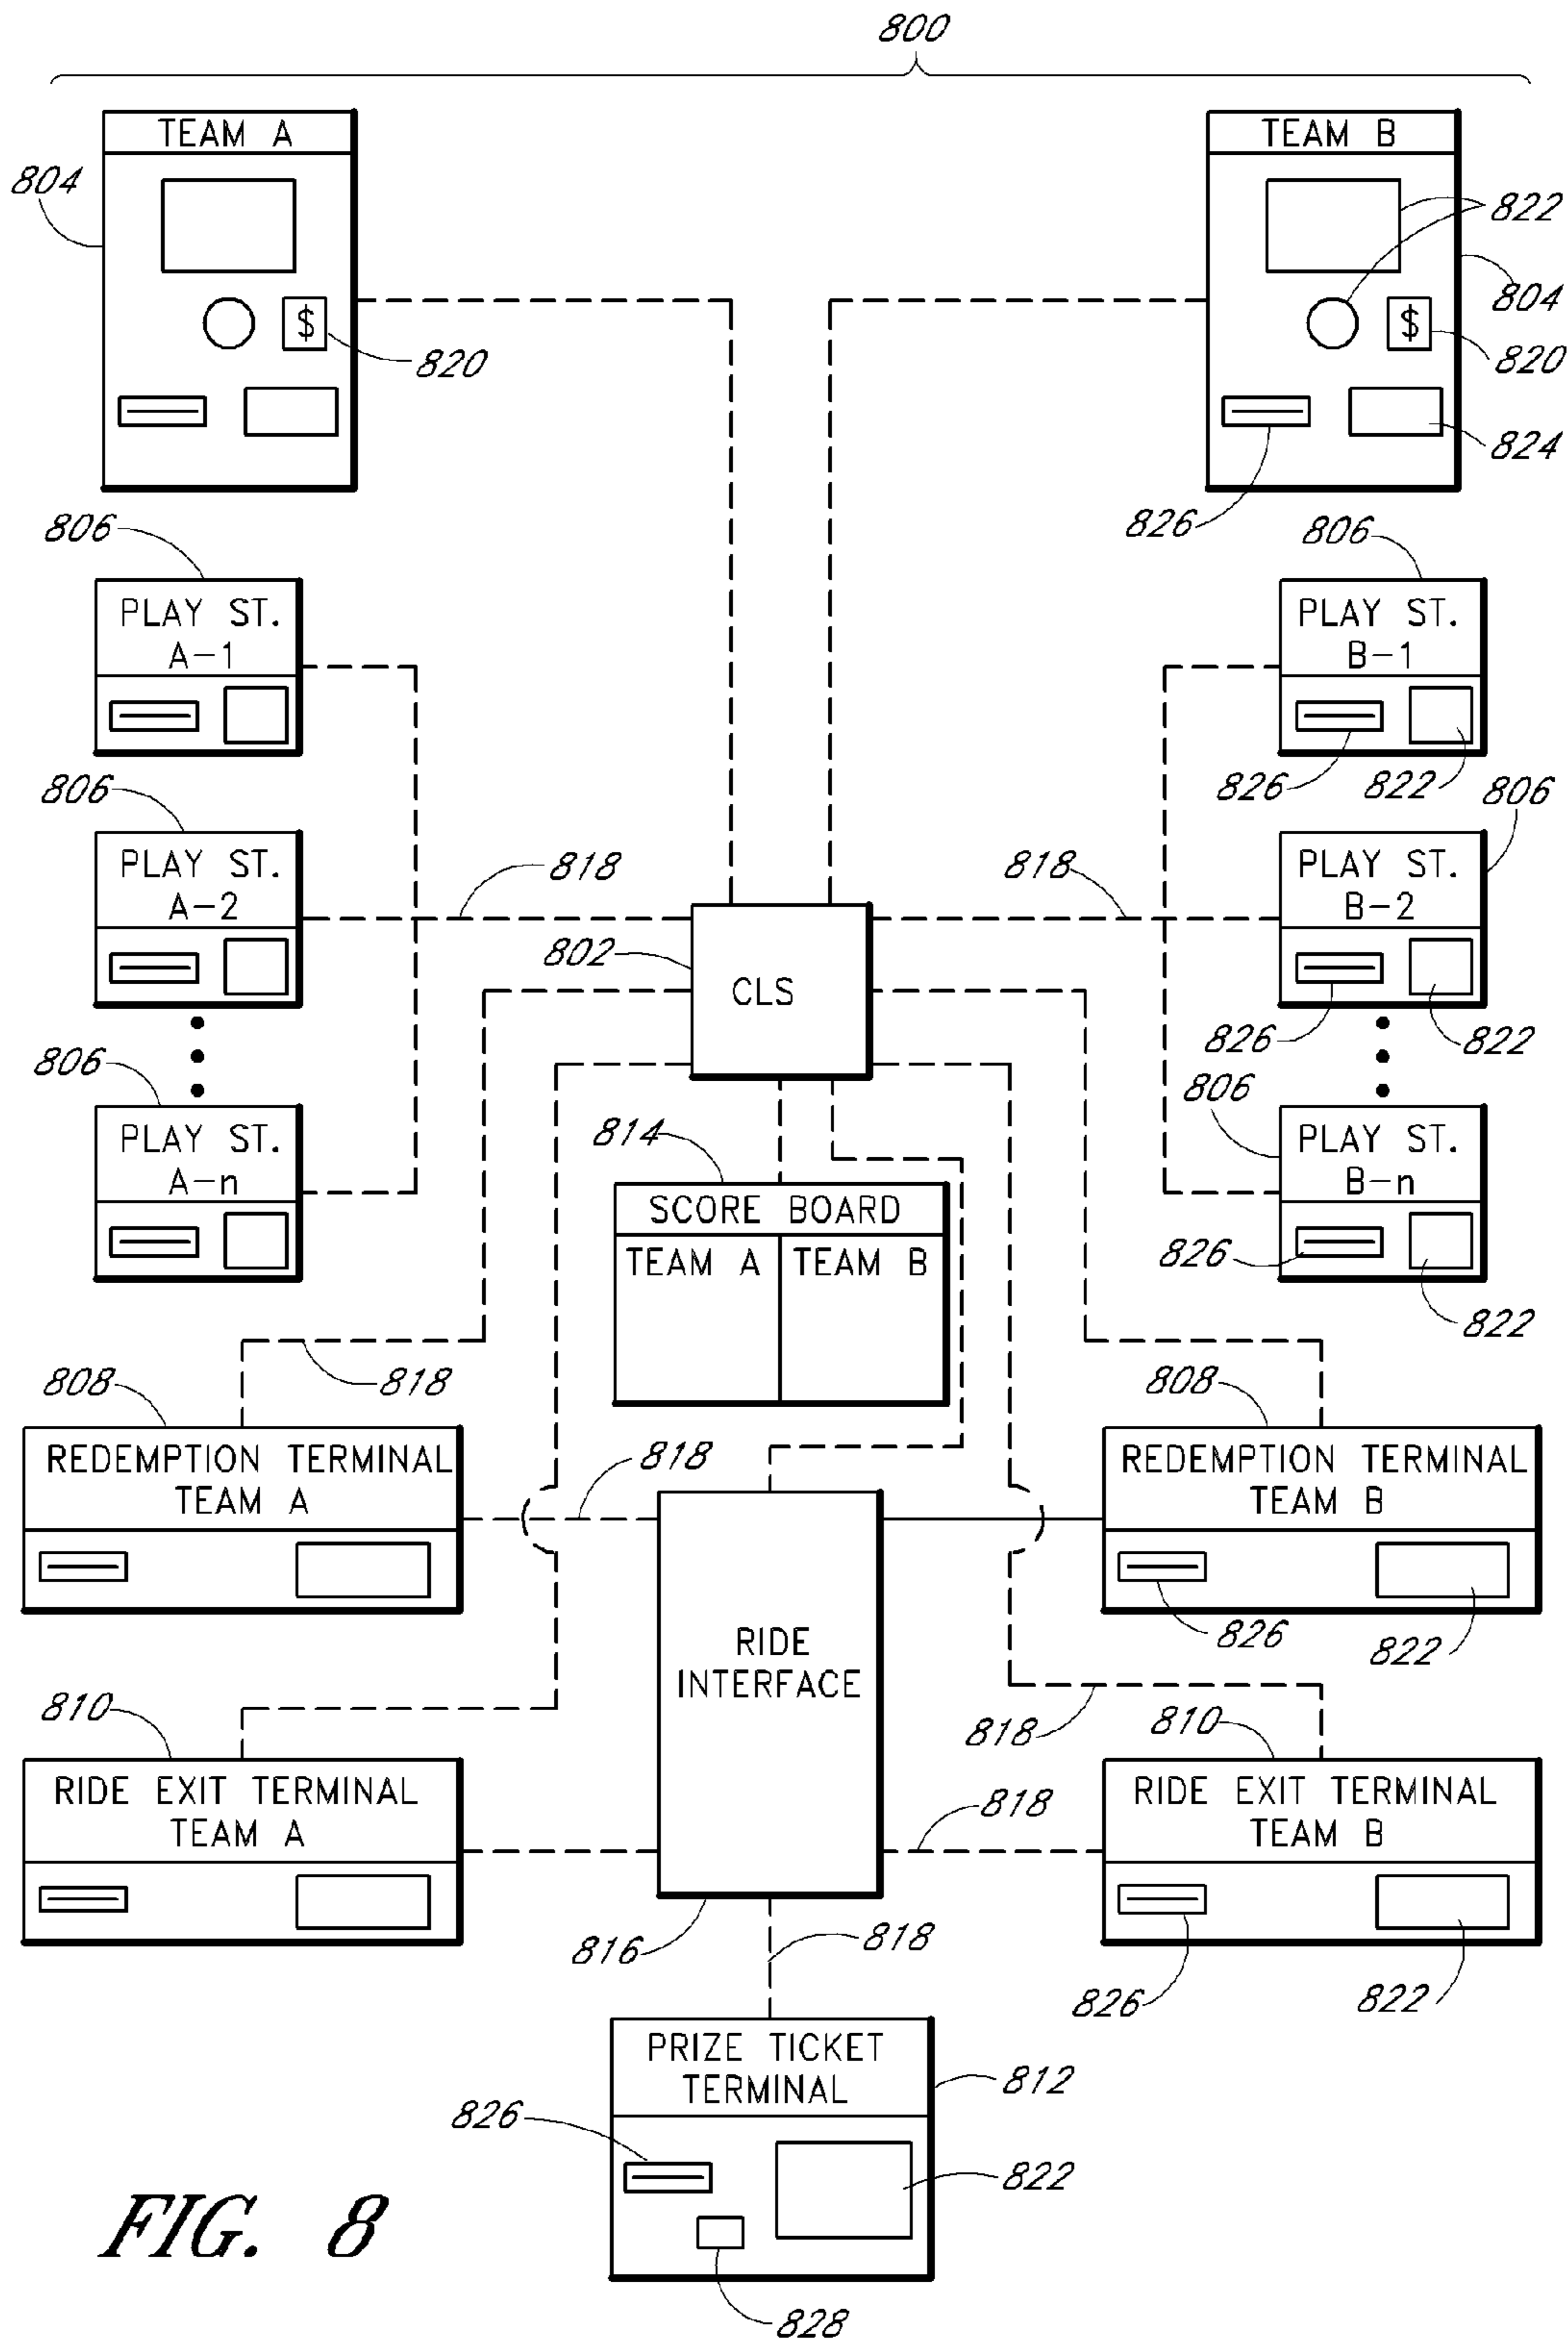 800
TEAM A
TEAM B
804
822
804
$
820
$
820
824
826
806
PLAY ST.
A-1
806
PLAY ST.
B-1
826
822
806
PLAY ST.
A-2
806
PLAY ST.
B-2
826
822
818
818
802
CLS
806
PLAY ST.
A-n
806
PLAY ST.
B-n
826
822
814
SCORE BOARD
TEAM A
TEAM B
818
808
REDEMPTION TERMINAL
TEAM A
818
808
REDEMPTION TERMINAL
TEAM B
826
822
RIDE
INTERFACE
810
RIDE EXIT TERMINAL
TEAM A
818
810
RIDE EXIT TERMINAL
TEAM B
818
826
822
816
818
PRIZE TICKET
TERMINAL
812
826
822
828
FIG. 8